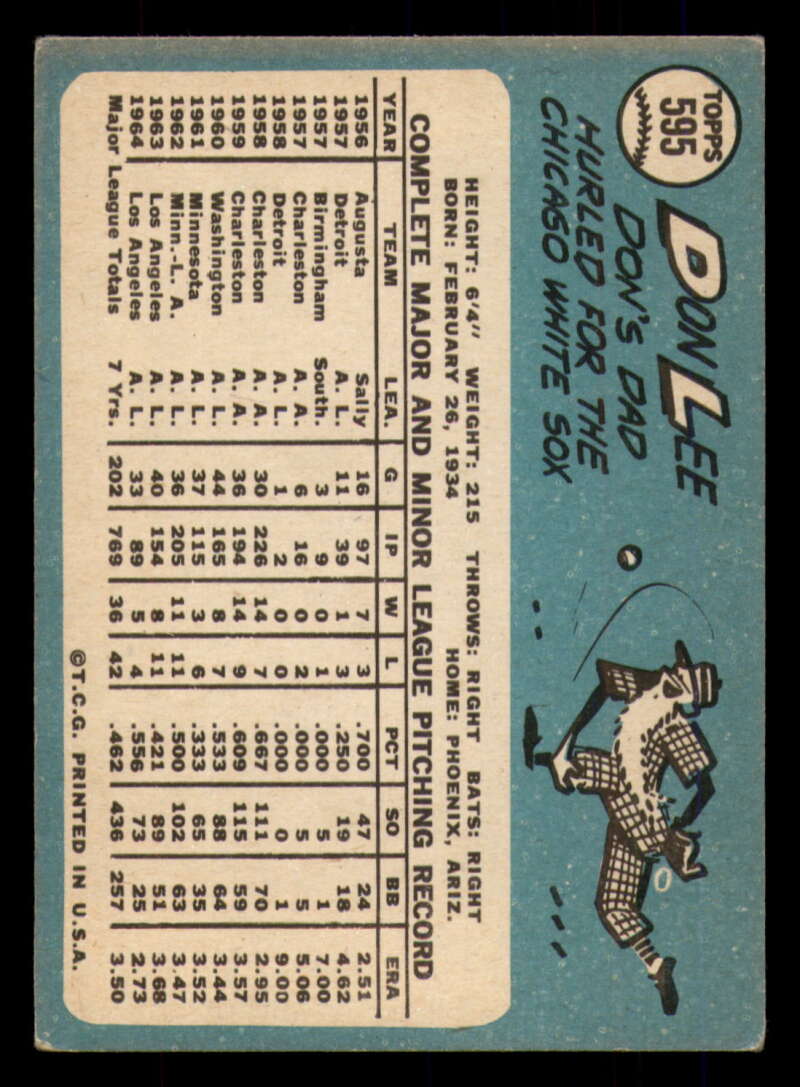 TOPPS
595
DON LEE
DON'S DAD
HURLED FOR THE
CHICAGO WHITE SOX
HEIGHT: 6'4" WEIGHT: 215 THROWS: RIGHT BATS: RIGHT
BORN: FEBRUARY 26, 1934 HOME: PHOENIX, ARIZ.
COMPLETE MAJOR AND MINOR LEAGUE PITCHING RECORD
YEAR TEAM LEA. G IP W L PCT SO BB ERA
1956 Augusta Sally 16 97 7 3 .700 47 24 2.51
1957 Detroit A. L. 11 39 1 3 .250 19 18 4.62
1957 Birmingham South. 3 9 0 1 .000 5 1 7.00
1957 Charleston A. A. 6 16 0 2 .000 5 5 5.06
1958 Detroit A. L. 1 2 0 0 .000 0 1 9.00
1958 Charleston A. A. 30 226 14 7 .667 111 70 2.95
1959 Charleston A. A. 36 194 14 9 .609 115 59 3.57
1960 Washington A. L. 44 165 8 7 .533 88 64 3.44
1961 Minnesota A. L. 37 115 3 6 .333 65 35 3.52
1962 Minn.-L. A. A. L. 36 205 11 11 .500 102 63 3.47
1963 Los Angeles A. L. 40 154 8 11 .421 89 51 3.68
1964 Los Angeles A. L. 33 89 5 4 .556 73 25 2.73
Major League Totals 7 Yrs. 202 769 36 42 .462 436 257 3.50
©T.C.G. PRINTED IN U.S.A.